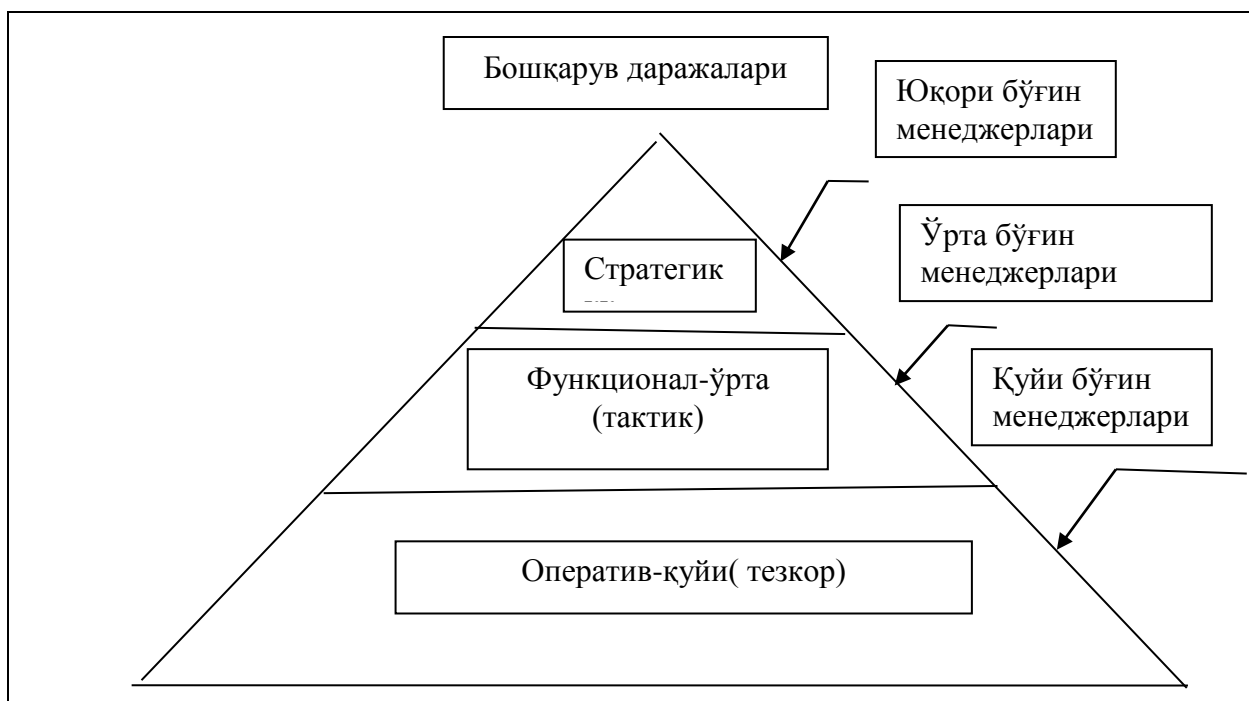 Бошқарув даражалари
Юқори бўғин
менеджерлари
Ўрта бўғин
менеджерлари
Стратегик
Функционал-ўрта
(тактик)
Қуйи бўғин
менеджерлари
Оператив-қуйи( тезкор)